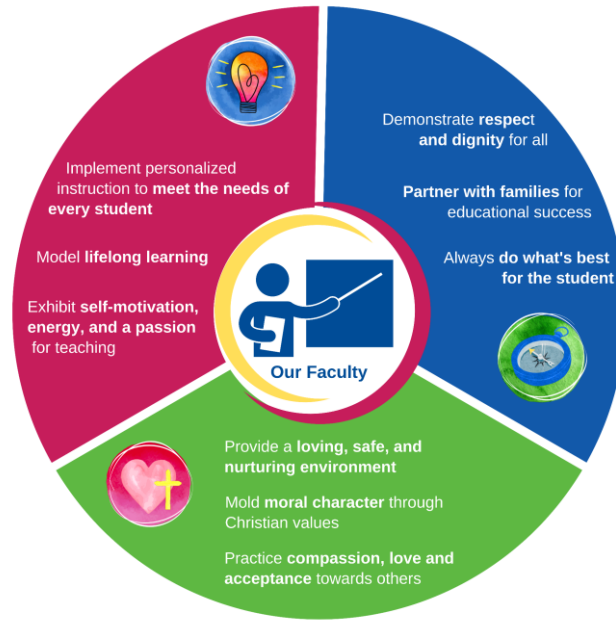 Implement personalized
instruction to meet the needs of
every student
Model lifelong learning
Exhibit self-motivation,
energy, and a passion
for teaching
Demonstrate respect
and dignity for all
Partner with families for
educational success
Always do what's best
for the student
Our Faculty
Provide a loving, safe, and
nurturing environment
Mold moral character through
Christian values
Practice compassion, love and
acceptance towards others